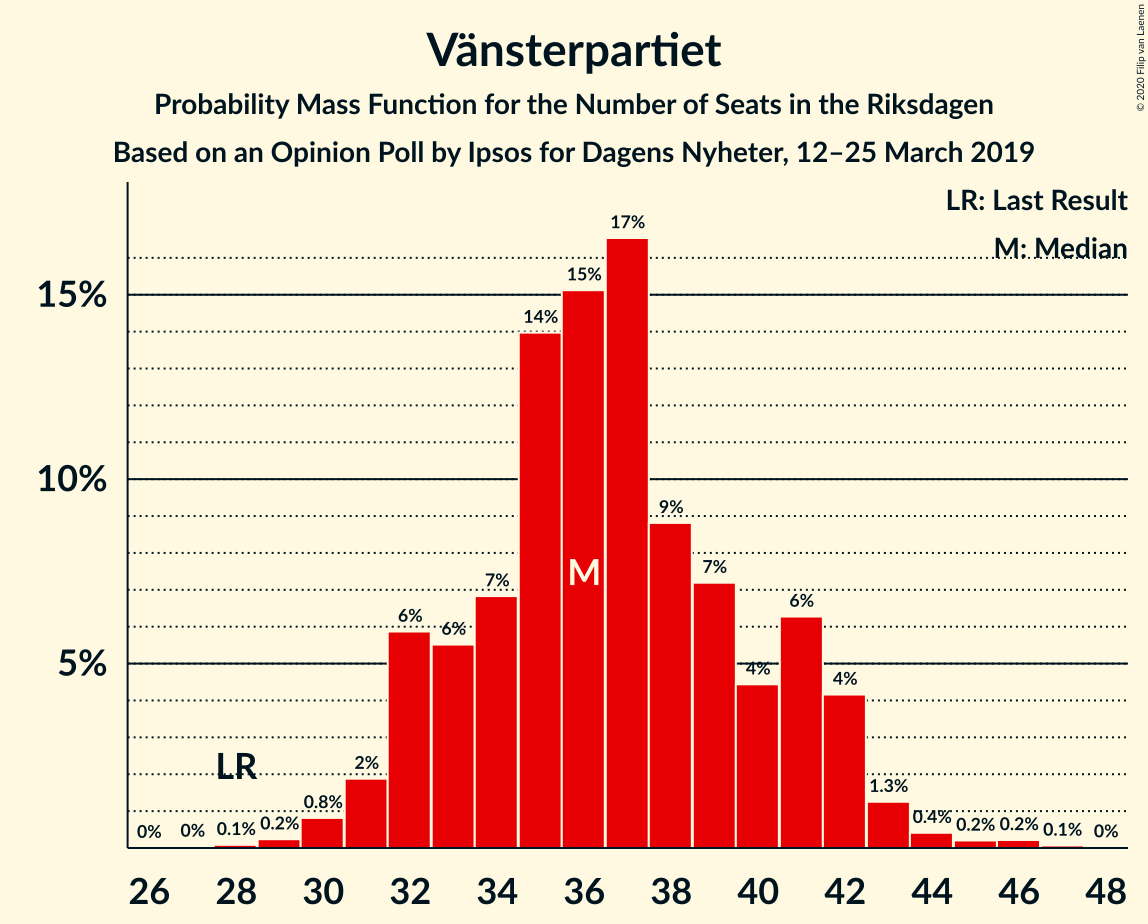 Vänsterpartiet
Probability Mass Function for the Number of Seats in the Riksdagen
Based on an Opinion Poll by Ipsos for Dagens Nyheter, 12–25 March 2019
© 2020 Filip van Laenen
LR: Last Result
M: Median
15%
10%
5%
0%
0%
0.1%
0.2%
0.8%
2%
6%
6%
7%
14%
15%
17%
9%
7%
4%
6%
4%
1.3%
0.4%
0.2%
0.2%
0.1%
0%
LR
M
26 28 30 32 34 36 38 40 42 44 46 48